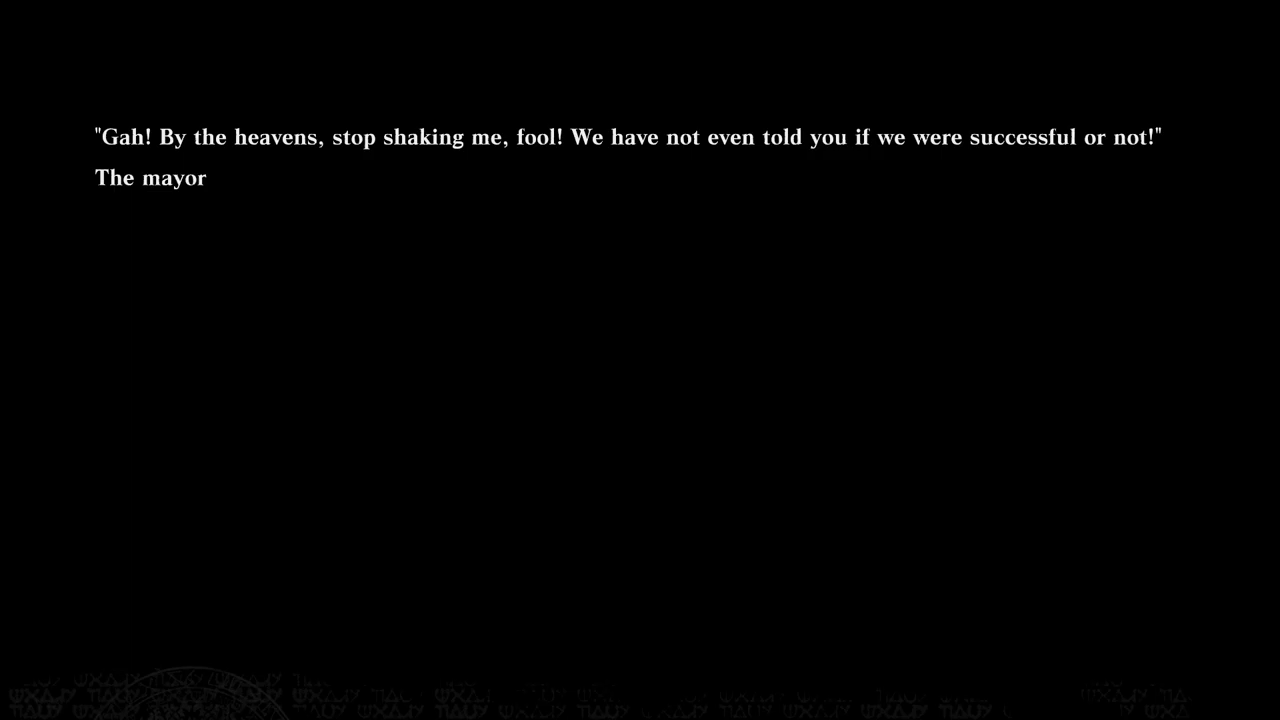 "Gah! By the heavens, stop shaking me, fool! We have not even told you if we were successful or not!"
The mayor